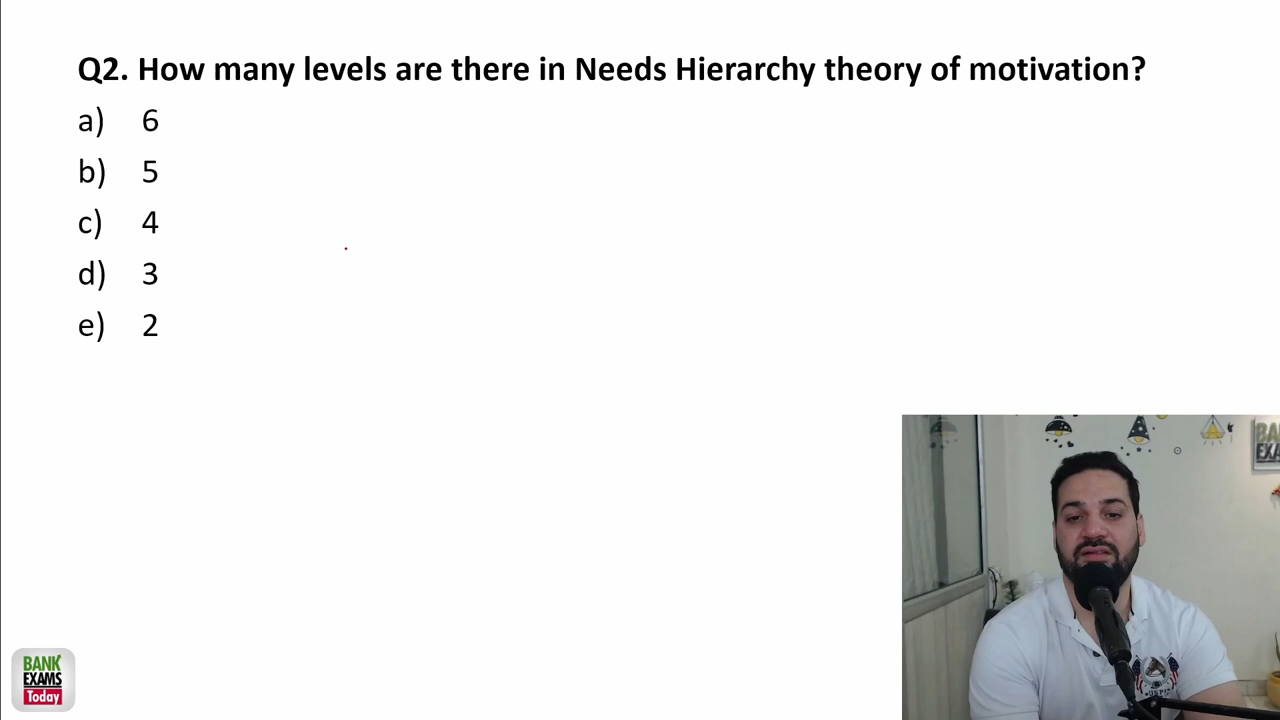 Q2. How many levels are there in Needs Hierarchy theory of motivation?
a) 6
b) 5
c) 4
d) 3
e) 2
BANK
EXAMS
Today